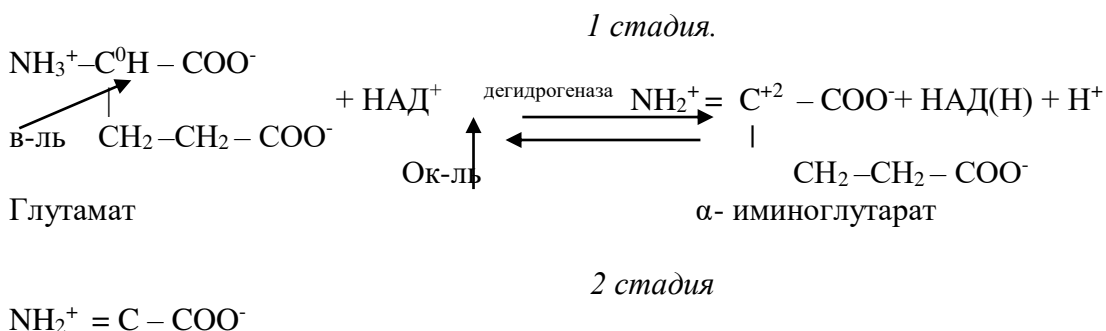 1 стадия.
NH₃⁺–C⁰H – COO⁻
+ НАД⁺ дегидрогеназа NH₂⁺ = C⁺² – COO⁻ + НАД(Н) + Н⁺
в-ль CH₂ –CH₂ – COO⁻
Ок-ль CH₂ –CH₂ – COO⁻
Глутамат α- иминоглутарат
2 стадия
NH₂⁺ = C – COO⁻